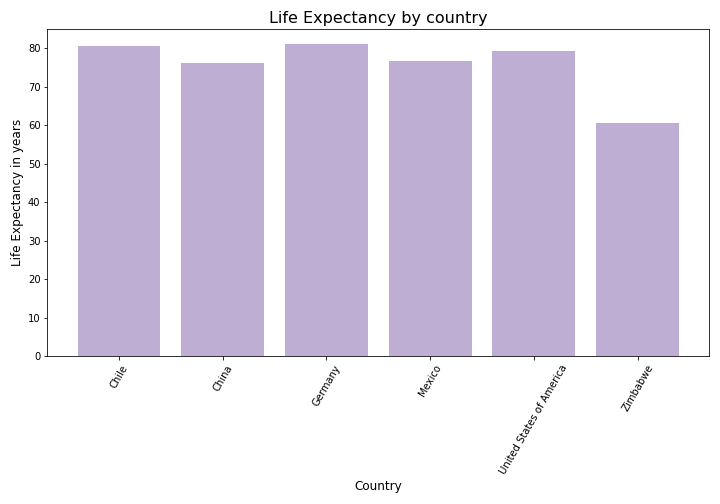 Life Expectancy by country
Life Expectancy in years
80
70
60
50
40
30
20
10
0
Chile
China
Germany
Mexico
United States of America
Zimbabwe
Country